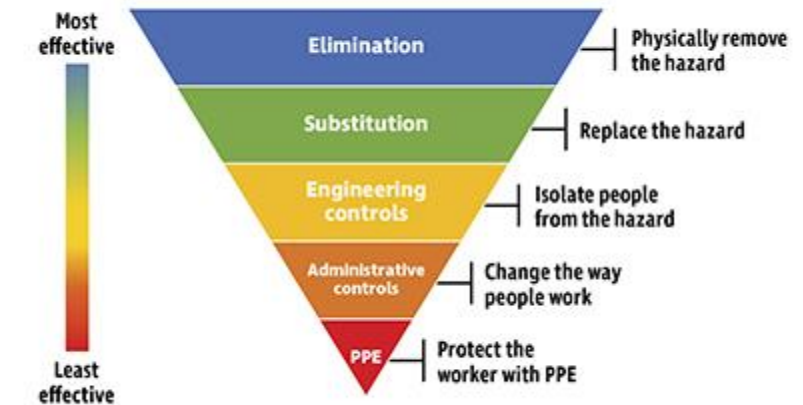 Most
effective
Elimination
Physically remove
the hazard
Substitution
Replace the hazard
Engineering
controls
Isolate people
from the hazard
Administrative
controls
Change the way
people work
PPE
Protect the
worker with PPE
Least
effective